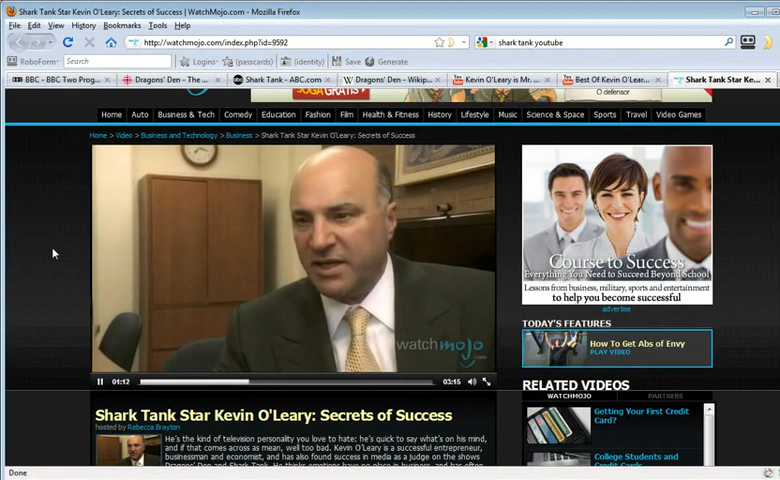 Shark Tank Star Kevin O'Leary: Secrets of Success | WatchMojo.com - Mozilla Firefox
File Edit View History Bookmarks Tools Help
http://watchmojo.com/index.php?id=9592
shark tank youtube
RoboForm
Search
Logins
(passcards)
(identity)
Save
Generate
BBC - BBC Two Prog...
Dragons' Den - The ...
Shark Tank - ABC.com
Dragons' Den - Wikip...
Kevin O'Leary is Mr. ...
Best Of Kevin O'Lear...
Shark Tank Star Ke...
JOGA GRATIS
O defensor
Home Auto Business & Tech Comedy Education Fashion Film Health & Fitness History Lifestyle Music Science & Space Sports Travel Video Games
Home > Video > Business and Technology > Business > Shark Tank Star Kevin O'Leary: Secrets of Success
watchmojo
.com
01:12
03:15
Course to Success
Everything You Need to Succeed Beyond School
Lessons from business, military, sports and entertainment
to help you become successful
advertise
TODAY'S FEATURES
How To Get Abs of Envy
PLAY VIDEO
RELATED VIDEOS
WATCHMOJO
PARTNERS
Getting Your First Credit
Card?
College Students and
Credit Cards
Shark Tank Star Kevin O'Leary: Secrets of Success
hosted by Rebecca Brayton
He's the kind of television personality you love to hate: he's quick to say what's on his mind,
and if that comes across as mean, well too bad. Kevin O'Leary is a successful entrepreneur,
businessman and economist, and has also found success in media as a judge on the shows
Dragons' Den and Shark Tank. He thinks emotions have no place in business, and has often
Done